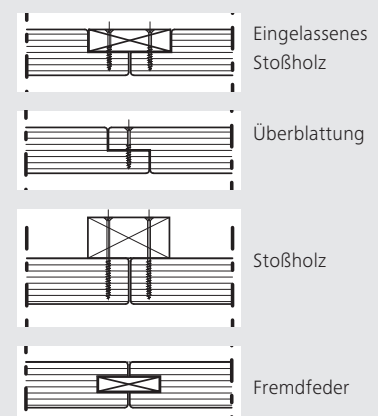 Eingelassenes
Stoßholz
Überblattung
Stoßholz
Fremdfeder